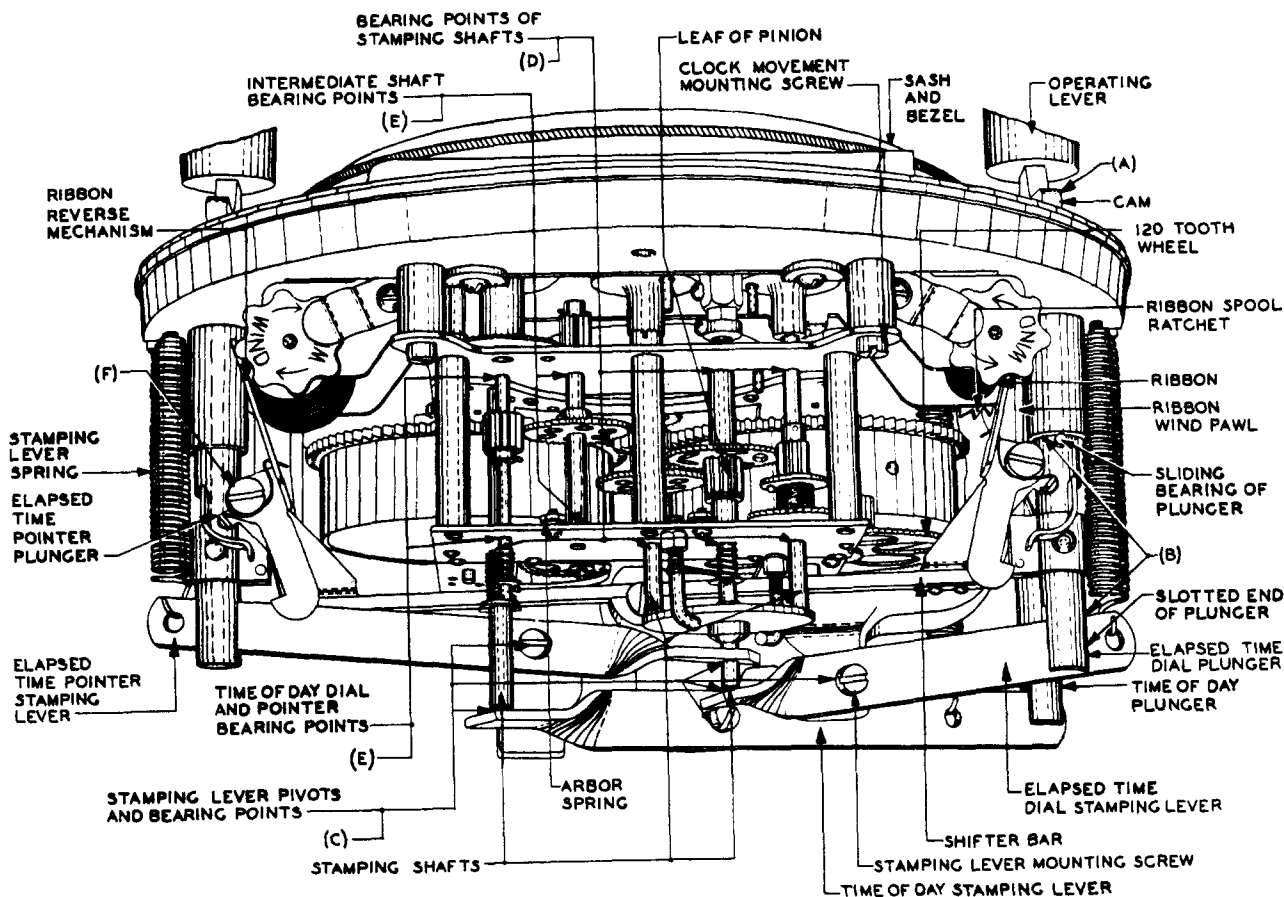 BEARING POINTS OF
STAMPING SHAFTS
(D)
LEAF OF PINION
CLOCK MOVEMENT
MOUNTING SCREW
SASH
AND
BEZEL
OPERATING
LEVER
INTERMEDIATE SHAFT
BEARING POINTS
(E)
(A)
CAM
RIBBON
REVERSE
MECHANISM
120 TOOTH
WHEEL
WIND
WIND
RIBBON SPOOL
RATCHET
(F)
RIBBON
RIBBON
WIND PAWL
STAMPING
LEVER
SPRING
SLIDING
BEARING OF
PLUNGER
ELAPSED
TIME
POINTER
PLUNGER
(B)
SLOTTED END
OF PLUNGER
ELAPSED TIME
DIAL PLUNGER
TIME OF DAY
PLUNGER
ELAPSED
TIME POINTER
STAMPING
LEVER
TIME OF DAY DIAL
AND POINTER
BEARING POINTS
(E)
STAMPING LEVER PIVOTS
AND BEARING POINTS
(C)
ARBOR
SPRING
ELAPSED TIME
DIAL STAMPING LEVER
STAMPING SHAFTS
SHIFTER BAR
STAMPING LEVER MOUNTING SCREW
TIME OF DAY STAMPING LEVER